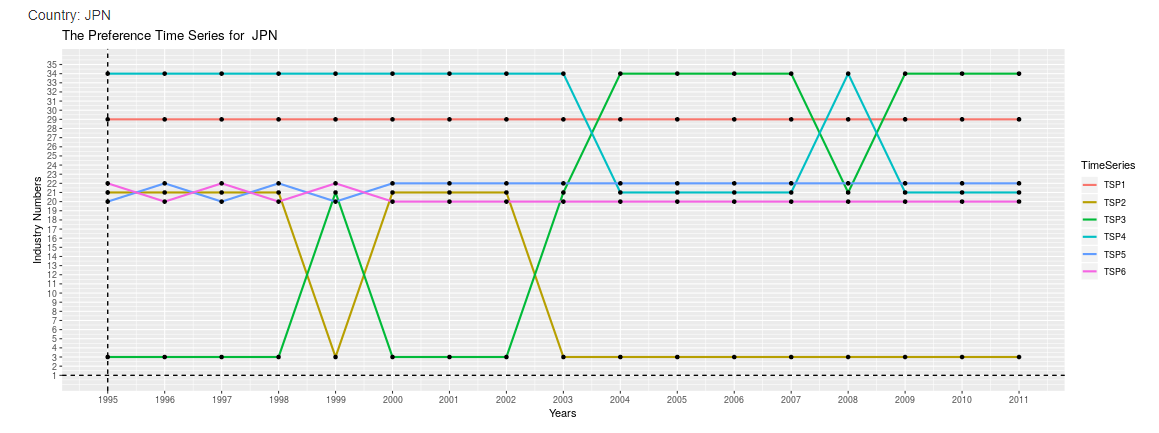 Country: JPN
The Preference Time Series for JPN
Industry Numbers
35
34
33
32
31
30
29
28
27
26
25
24
23
22
21
20
19
18
17
16
15
14
13
12
11
10
9
8
7
6
5
4
3
2
1
1995 1996 1997 1998 1999 2000 2001 2002 2003 2004 2005 2006 2007 2008 2009 2010 2011
Years
TimeSeries
TSP1
TSP2
TSP3
TSP4
TSP5
TSP6